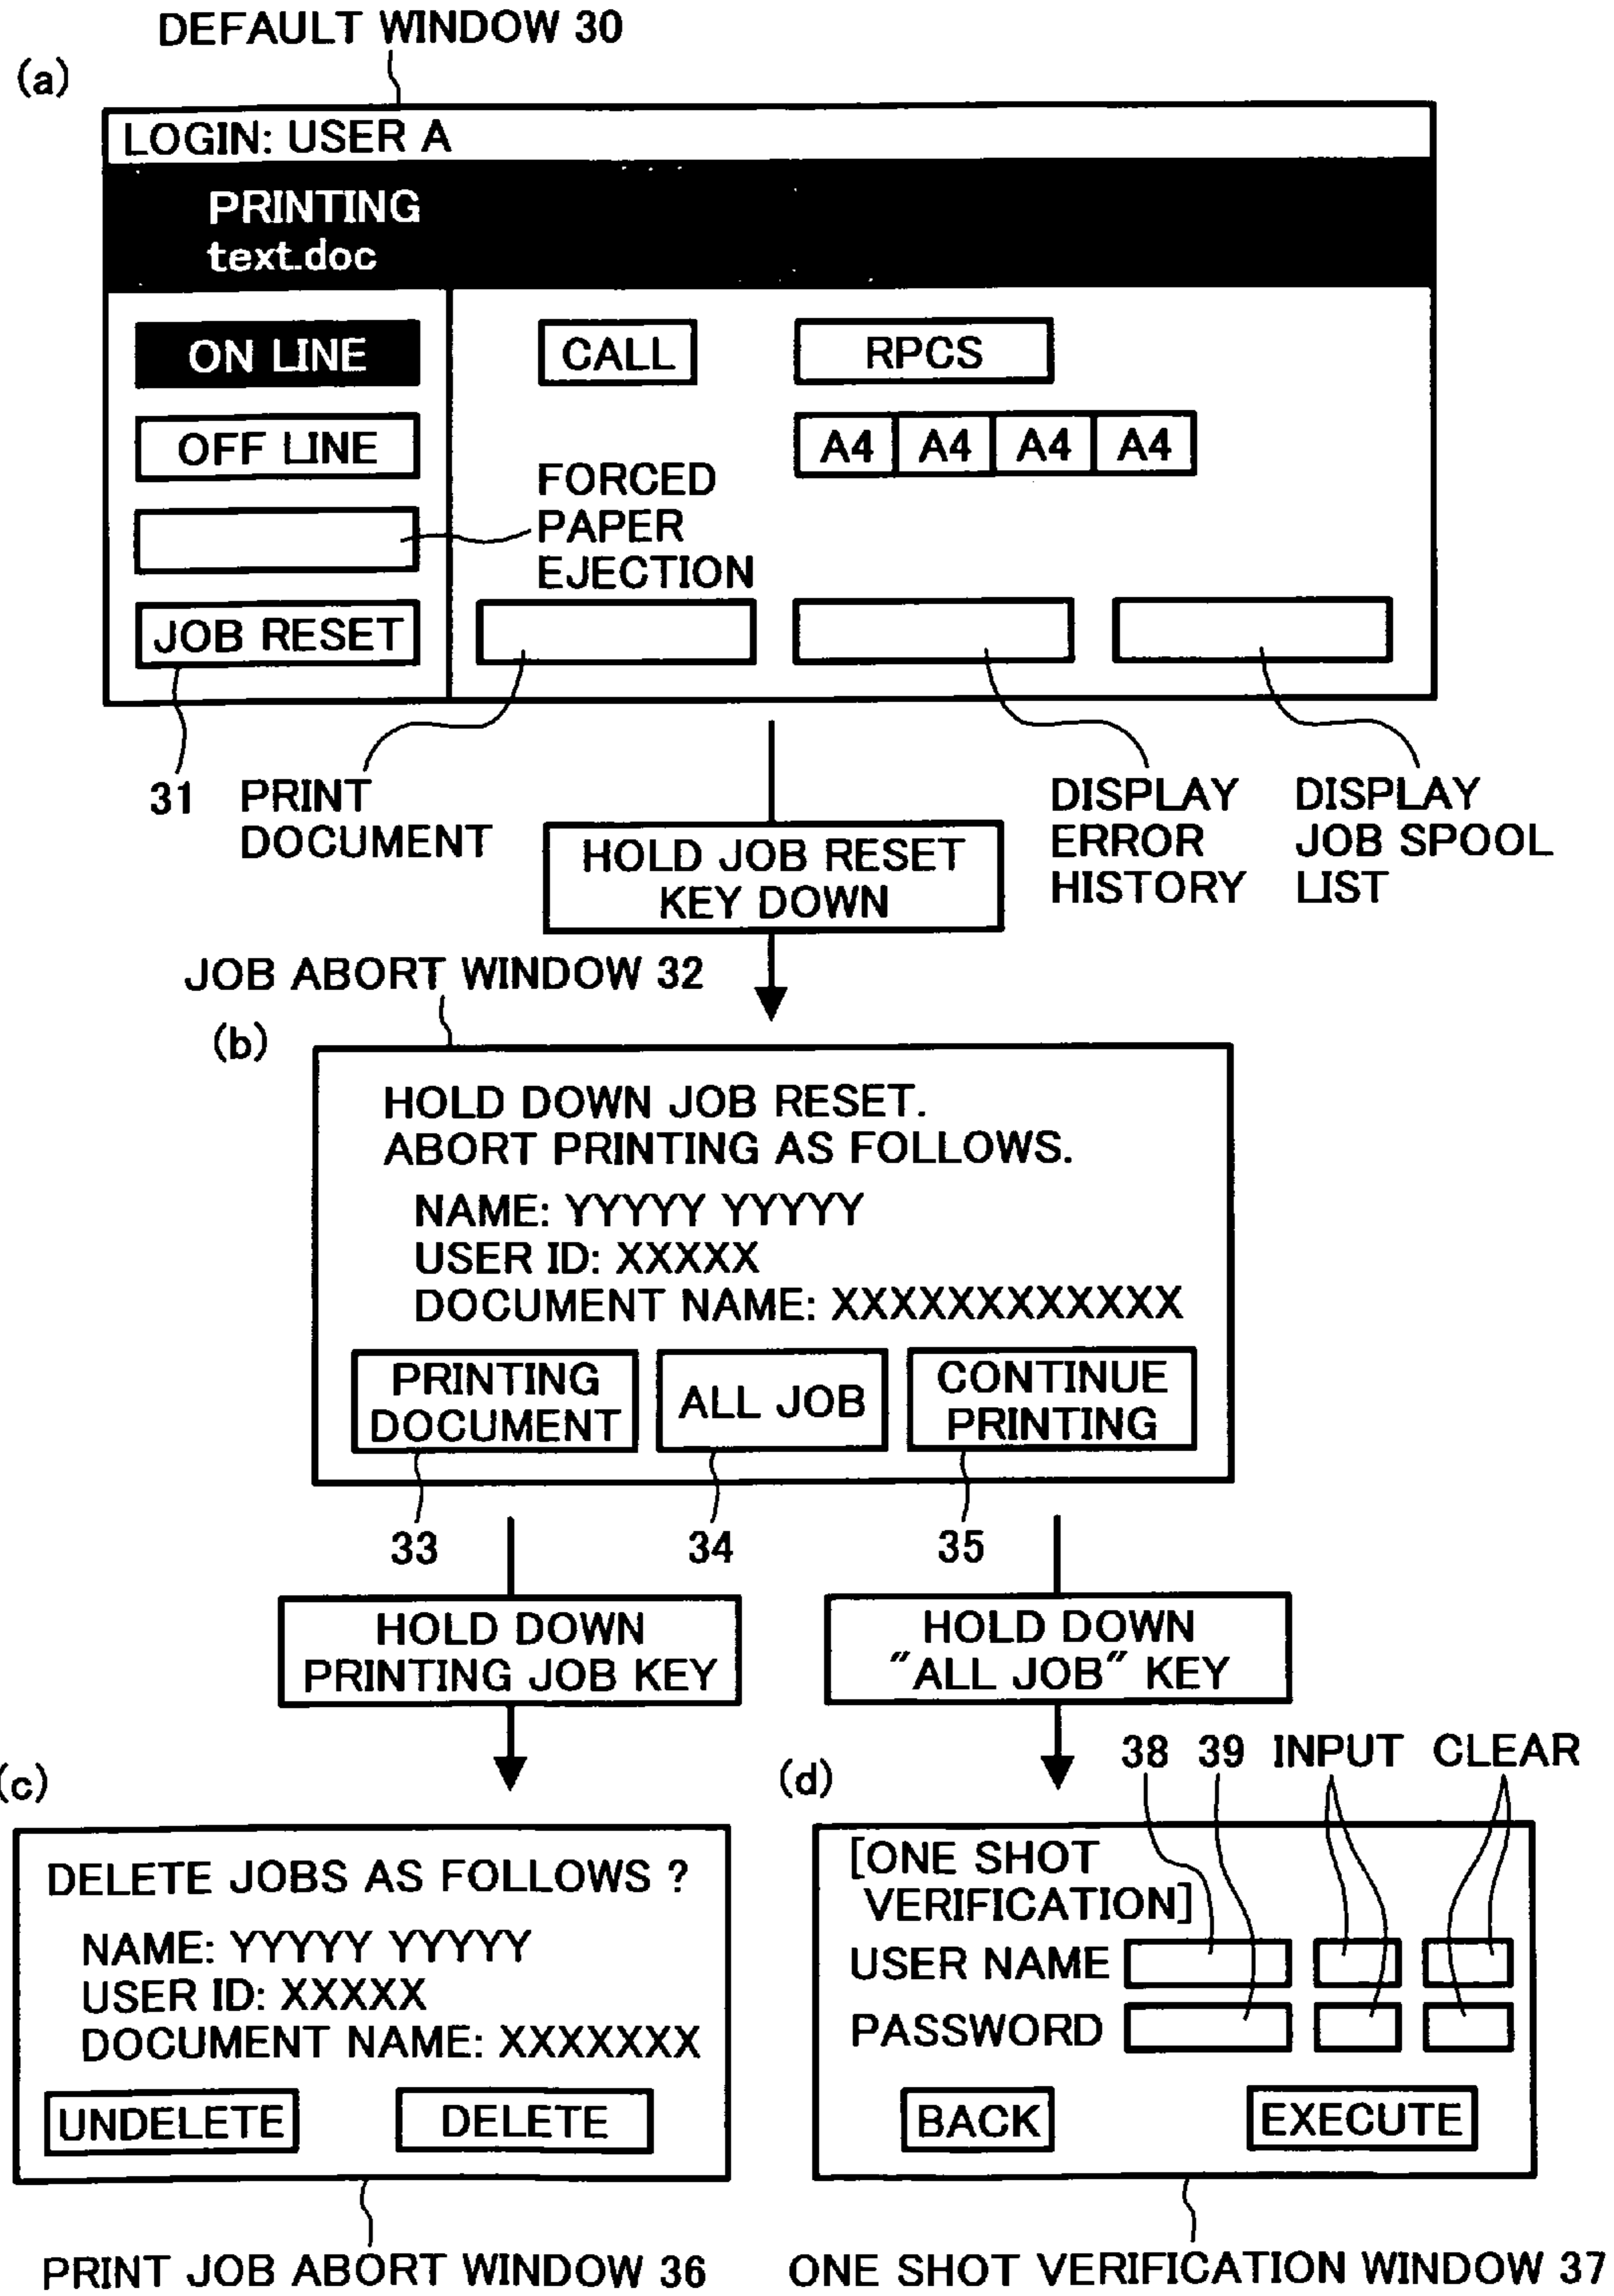 DEFAULT WINDOW 30
(a)
LOGIN: USER A
PRINTING
text.doc
ON LINE
CALL
RPCS
OFF LINE
A4 A4 A4 A4
FORCED
PAPER
EJECTION
JOB RESET
31
PRINT
DOCUMENT
DISPLAY
ERROR
HISTORY
DISPLAY
JOB SPOOL
LIST
HOLD JOB RESET
KEY DOWN
JOB ABORT WINDOW 32
(b)
HOLD DOWN JOB RESET.
ABORT PRINTING AS FOLLOWS.
NAME: YYYYY YYYYY
USER ID: XXXXX
DOCUMENT NAME: XXXXXXXXXXXX
PRINTING
DOCUMENT
ALL JOB
CONTINUE
PRINTING
33
34
35
HOLD DOWN
PRINTING JOB KEY
HOLD DOWN
"ALL JOB" KEY
(c)
DELETE JOBS AS FOLLOWS ?
NAME: YYYYY YYYYY
USER ID: XXXXX
DOCUMENT NAME: XXXXXXX
UNDELETE
DELETE
PRINT JOB ABORT WINDOW 36
(d)
38 39 INPUT CLEAR
[ONE SHOT
VERIFICATION]
USER NAME
PASSWORD
BACK
EXECUTE
ONE SHOT VERIFICATION WINDOW 37